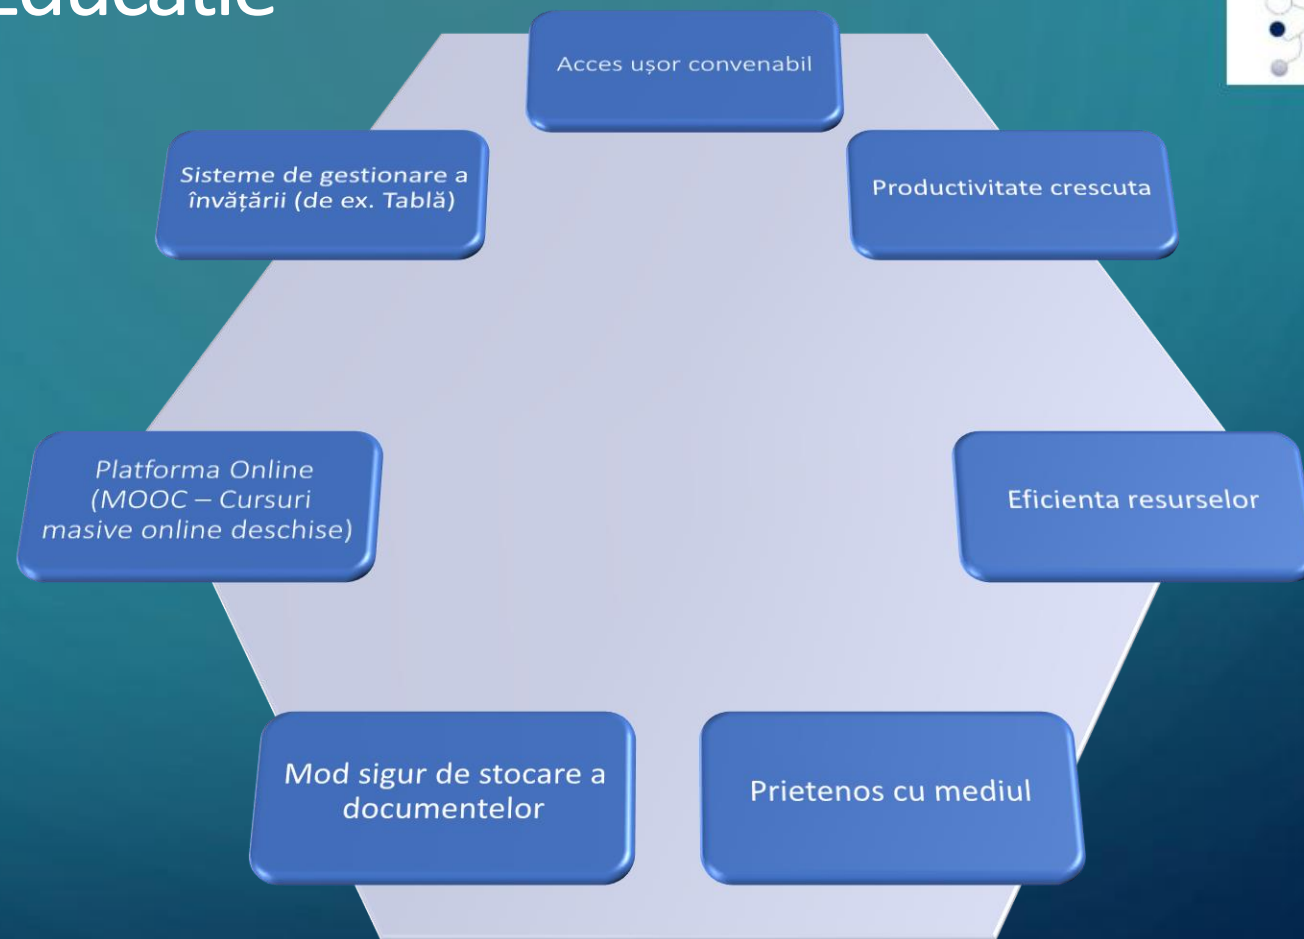 Educatie
Acces ușor convenabil
Productivitate crescuta
Eficienta resurselor
Prietenos cu mediul
Mod sigur de stocare a
documentelor
Platforma Online
(MOOC – Cursuri
masive online deschise)
Sisteme de gestionare a
învățării (de ex. Tablă)